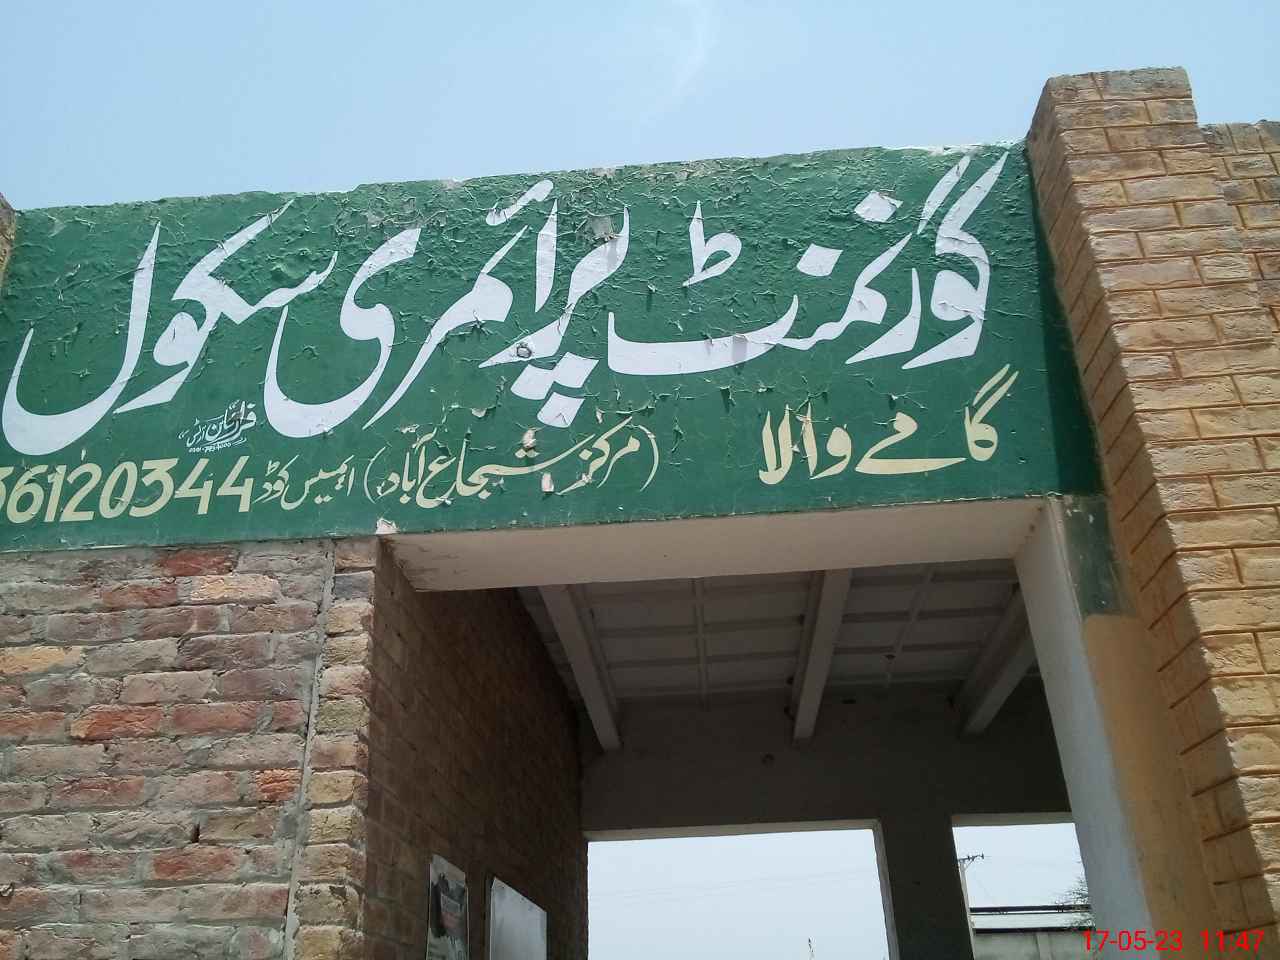 گورنمنٹ پرائمری سکول
گامے والا (مرکز شجاع آباد) ایمیس کوڈ 36120344
17-05-23 11:47